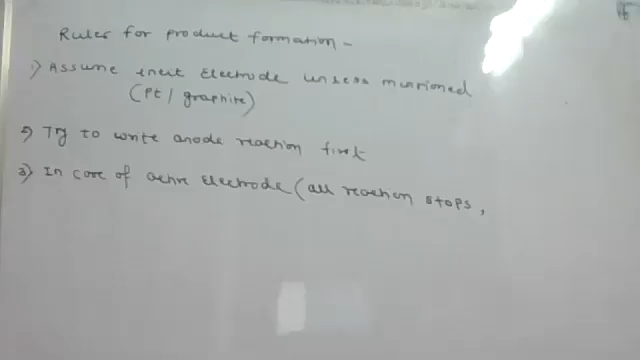 Rules for product formation -
1) Assume inert Electrode unless mentioned
(Pt / graphite)
2) Try to write anode reaction first
3) In case of active Electrode (all reaction stops,